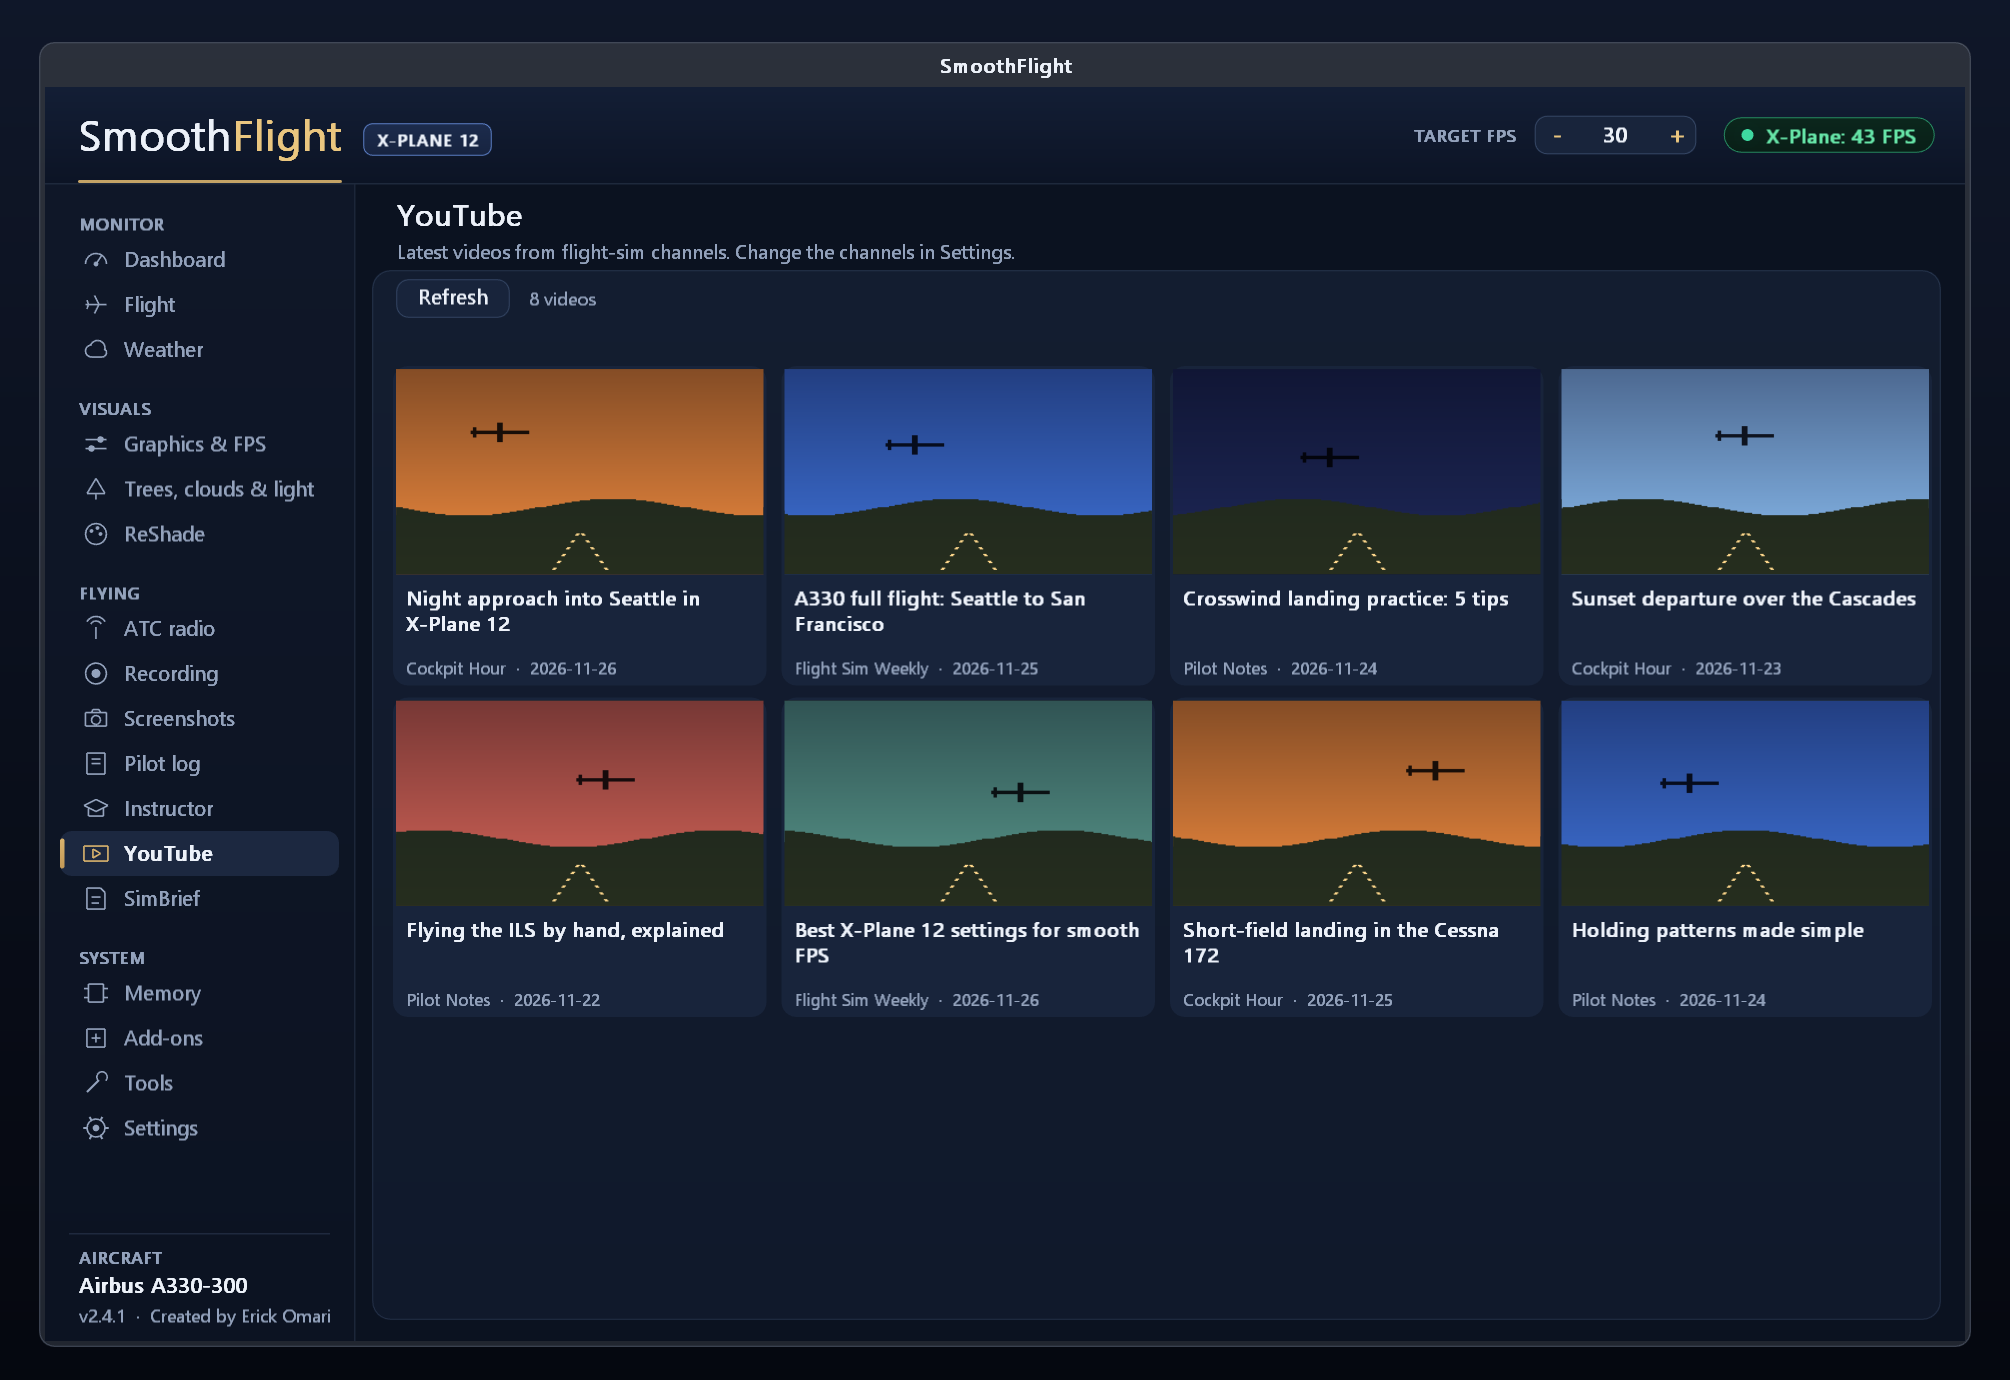 SmoothFlight
SmoothFlight
X-PLANE 12
TARGET FPS
- 30 +
X-Plane: 43 FPS
MONITOR
Dashboard
Flight
Weather
VISUALS
Graphics & FPS
Trees, clouds & light
ReShade
FLYING
ATC radio
Recording
Screenshots
Pilot log
Instructor
YouTube
SimBrief
SYSTEM
Memory
Add-ons
Tools
Settings
AIRCRAFT
Airbus A330-300
v2.4.1 · Created by Erick Omari
YouTube
Latest videos from flight-sim channels. Change the channels in Settings.
Refresh
8 videos
Night approach into Seattle in
X-Plane 12
Cockpit Hour · 2026-11-26
A330 full flight: Seattle to San
Francisco
Flight Sim Weekly · 2026-11-25
Crosswind landing practice: 5 tips
Pilot Notes · 2026-11-24
Sunset departure over the Cascades
Cockpit Hour · 2026-11-23
Flying the ILS by hand, explained
Pilot Notes · 2026-11-22
Best X-Plane 12 settings for smooth
FPS
Flight Sim Weekly · 2026-11-26
Short-field landing in the Cessna
172
Cockpit Hour · 2026-11-25
Holding patterns made simple
Pilot Notes · 2026-11-24